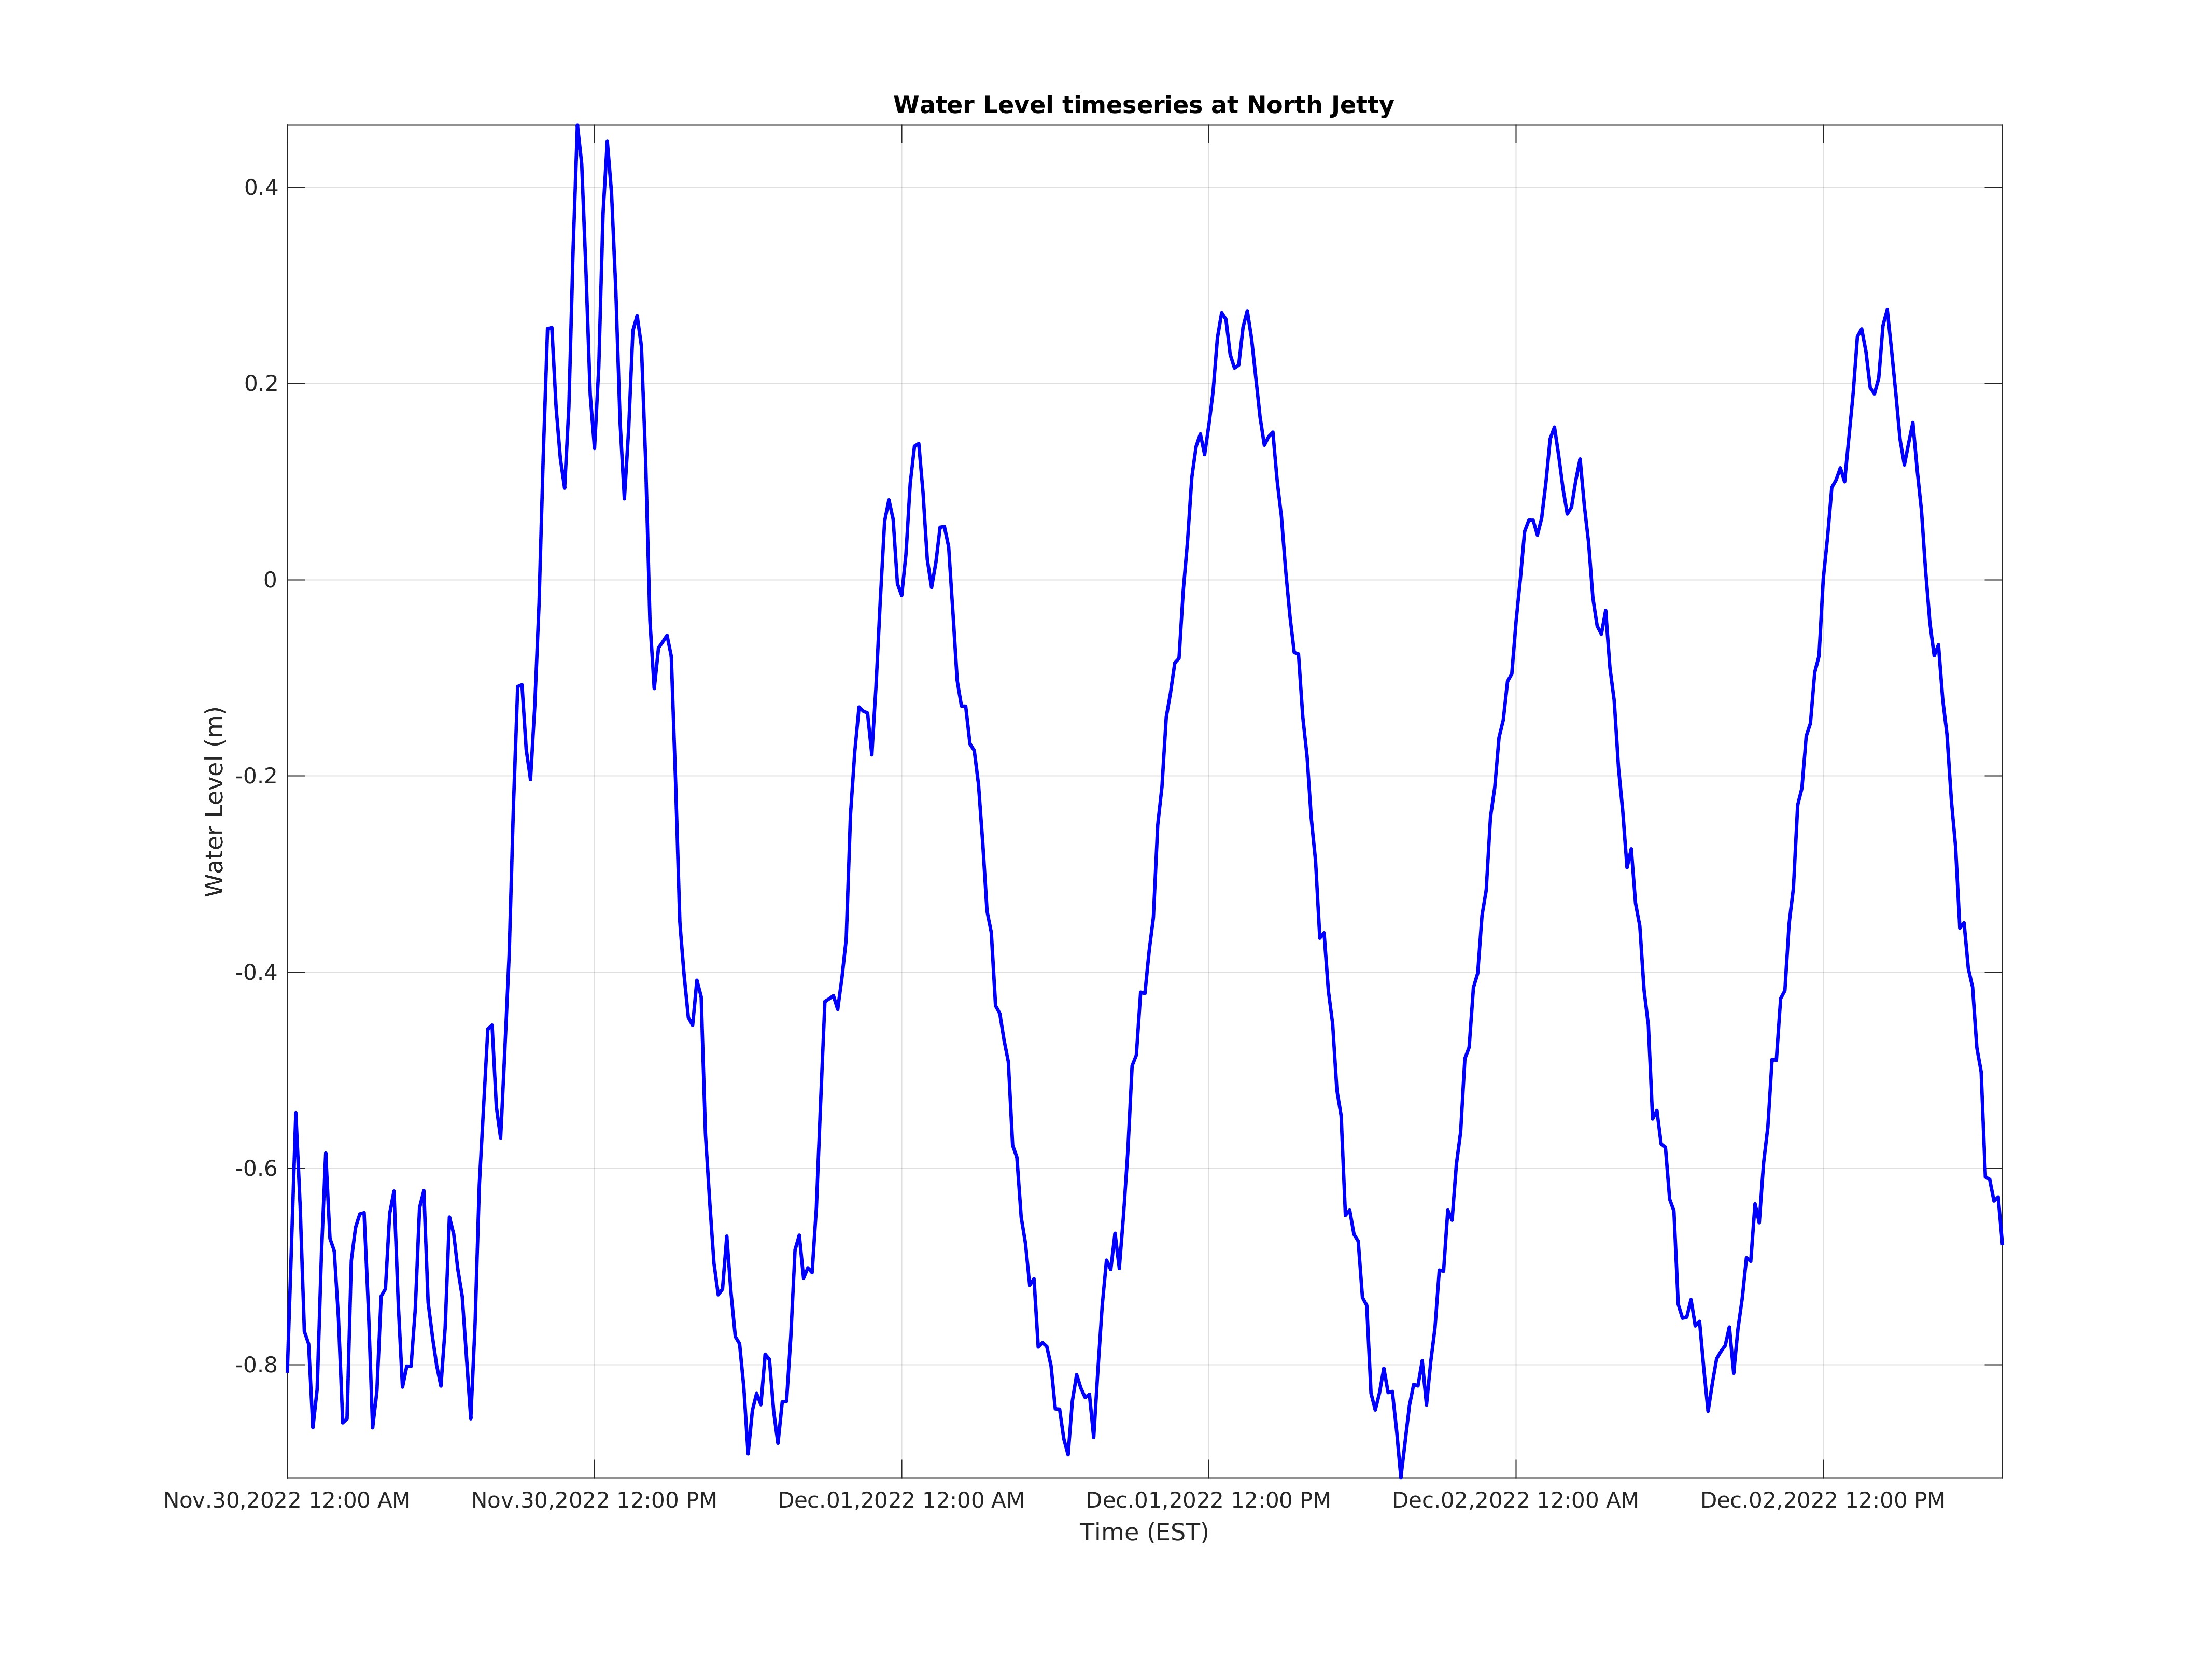 Water Level timeseries at North Jetty
0.4
0.2
0
-0.2
-0.4
-0.6
-0.8
Water Level (m)
Nov.30,2022 12:00 AM
Nov.30,2022 12:00 PM
Dec.01,2022 12:00 AM
Dec.01,2022 12:00 PM
Dec.02,2022 12:00 AM
Dec.02,2022 12:00 PM
Time (EST)